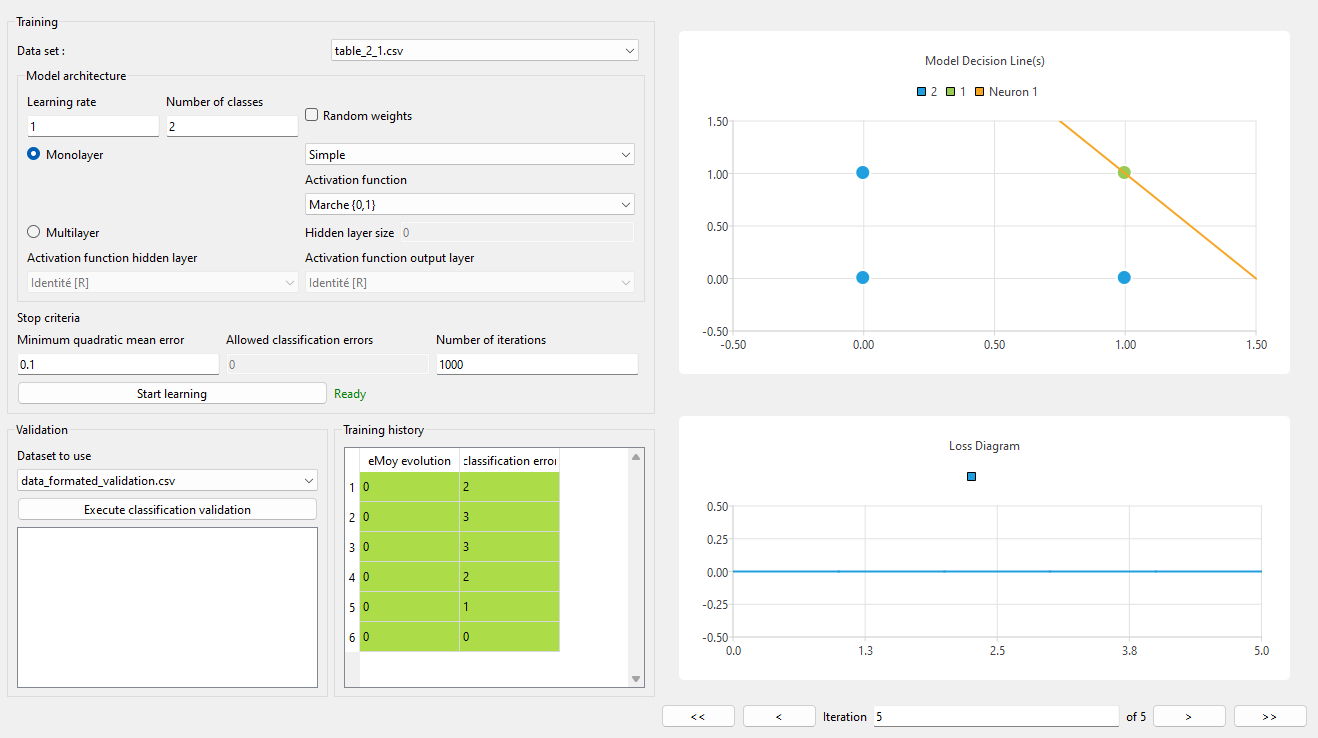 Training
Data set :
table_2_1.csv
Model architecture
Learning rate
Number of classes
1
2
Random weights
Monolayer
Simple
Activation function
Marche {0,1}
Multilayer
Hidden layer size
0
Activation function hidden layer
Activation function output layer
Identité [R]
Identité [R]
Stop criteria
Minimum quadratic mean error
Allowed classification errors
Number of iterations
0.1
0
1000
Start learning
Ready
Validation
Dataset to use
data_formated_validation.csv
Execute classification validation
Training history
eMoy evolution
classification error
1 0 2
2 0 3
3 0 3
4 0 2
5 0 1
6 0 0
Model Decision Line(s)
2 1 Neuron 1
1.50
1.00
0.50
0.00
-0.50
-0.50 0.00 0.50 1.00 1.50
Loss Diagram
0.50
0.25
0.00
-0.25
-0.50
0.0 1.3 2.5 3.8 5.0
<< < Iteration 5 of 5 > >>